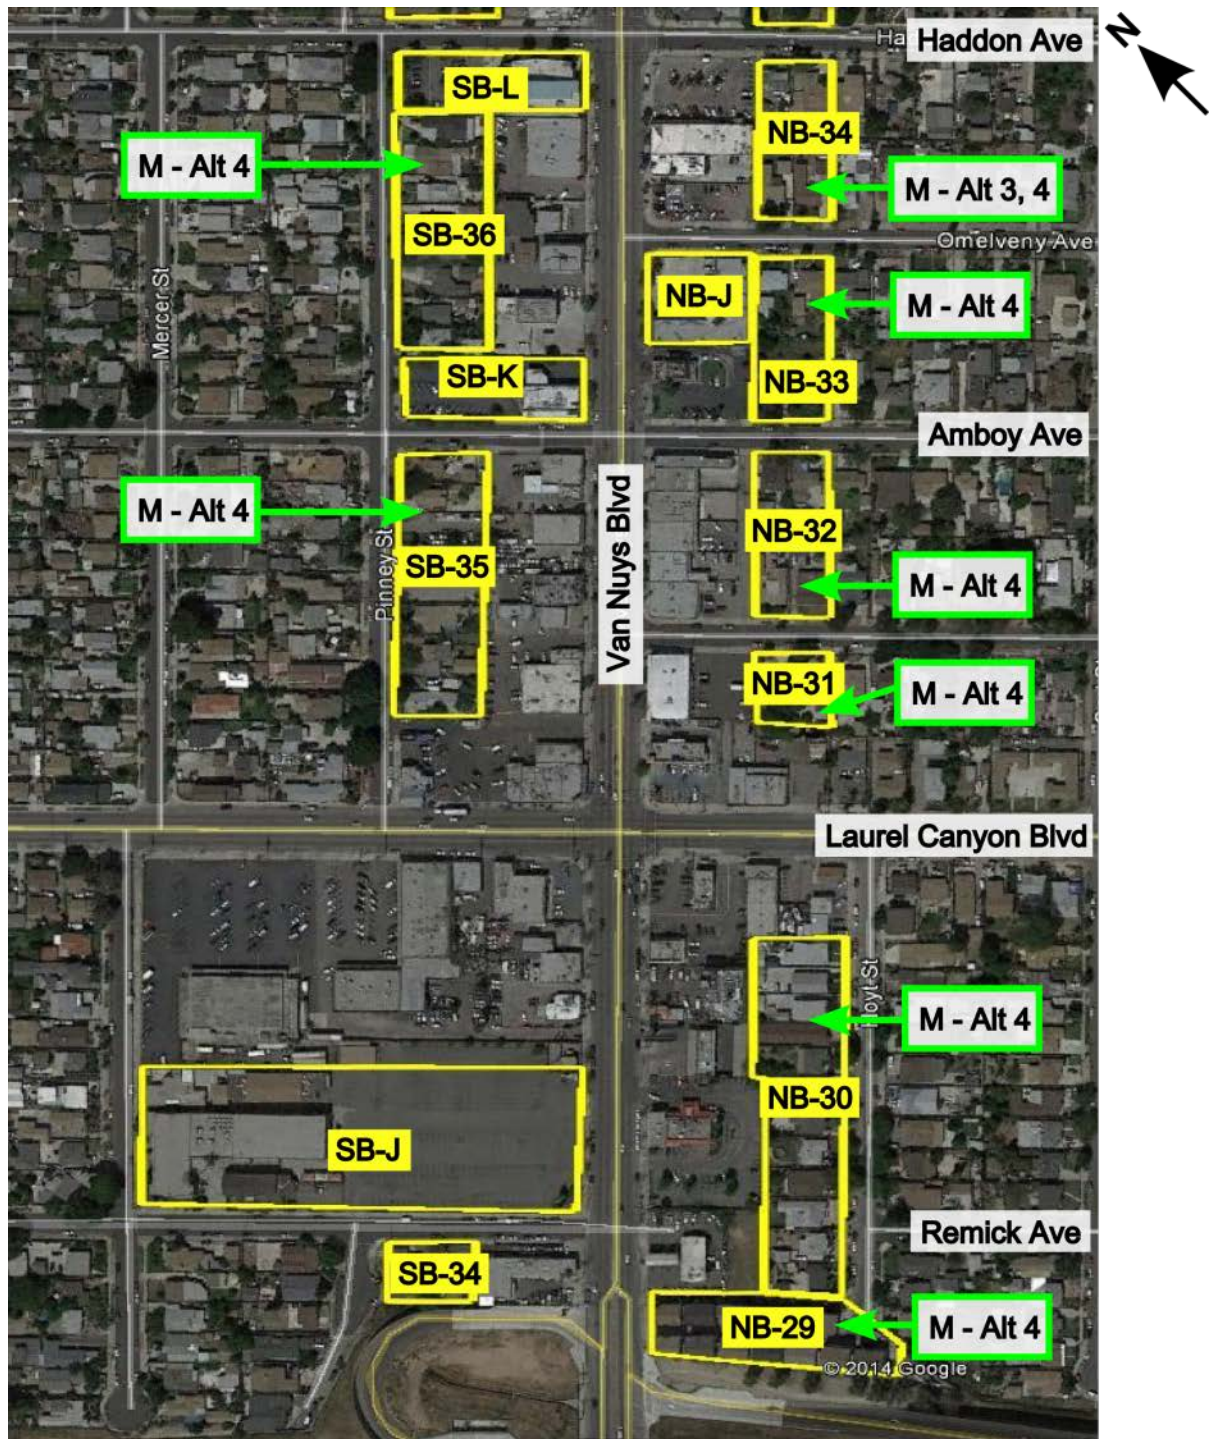 N
Haddon Ave
SB-L
NB-34
M - Alt 4
M - Alt 3, 4
SB-36
Omelveny Ave
NB-J
M - Alt 4
Mercer St
SB-K
NB-33
Amboy Ave
M - Alt 4
Van Nuys Blvd
NB-32
Pinney St
SB-35
M - Alt 4
NB-31
M - Alt 4
Laurel Canyon Blvd
Hoyt St
M - Alt 4
NB-30
SB-J
Remick Ave
SB-34
NB-29
M - Alt 4
© 2014 Google